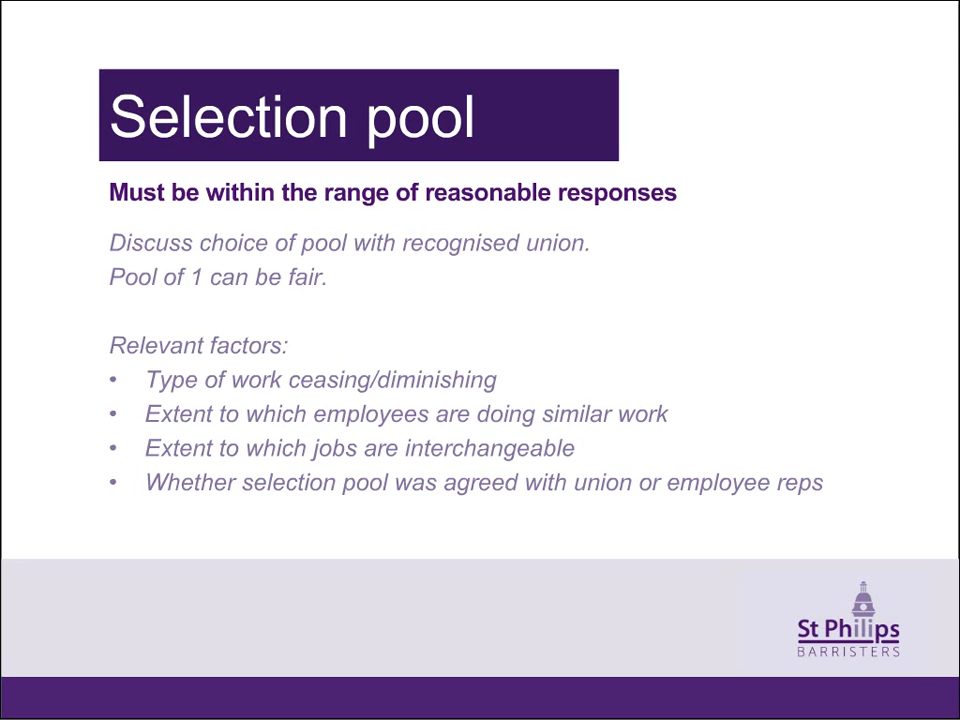 Selection pool
Must be within the range of reasonable responses
Discuss choice of pool with recognised union.
Pool of 1 can be fair.
Relevant factors:
• Type of work ceasing/diminishing
• Extent to which employees are doing similar work
• Extent to which jobs are interchangeable
• Whether selection pool was agreed with union or employee reps
St Philips
BARRISTERS